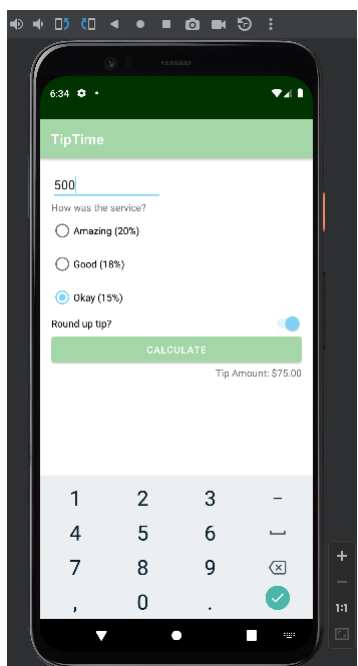 6:34
TipTime
500
How was the service?
Amazing (20%)
Good (18%)
Okay (15%)
Round up tip?
CALCULATE
Tip Amount: $75.00
1 2 3 –
4 5 6
7 8 9
, 0 .
1:1